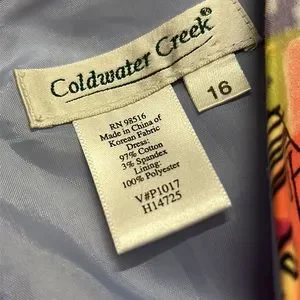 Coldwater Creek®
16
RN 98516
Made in China of
Korean Fabric
Dress:
97% Cotton
3% Spandex
Lining:
100% Polyester
V#P1017
H14725